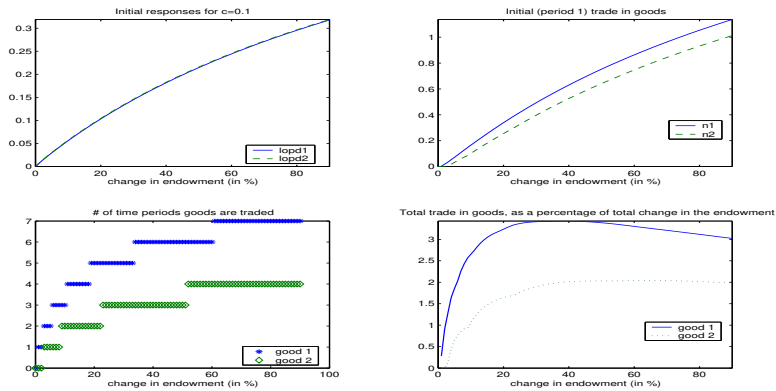 Initial responses for c=0.1
0.3
0.25
0.2
0.15
0.1
0.05
0
0 20 40 60 80
change in endowment (in %)
lopd1
lopd2
Initial (period 1) trade in goods
1
0.8
0.6
0.4
0.2
0
0 20 40 60 80
change in endowment (in %)
n1
n2
# of time periods goods are traded
7
6
5
4
3
2
1
0
0 20 40 60 80 100
change in endowment (in %)
good 1
good 2
Total trade in goods, as a percentage of total change in the endowment
3
2.5
2
1.5
1
0.5
0
0 20 40 60 80
change in endowment (in %)
good 1
good 2